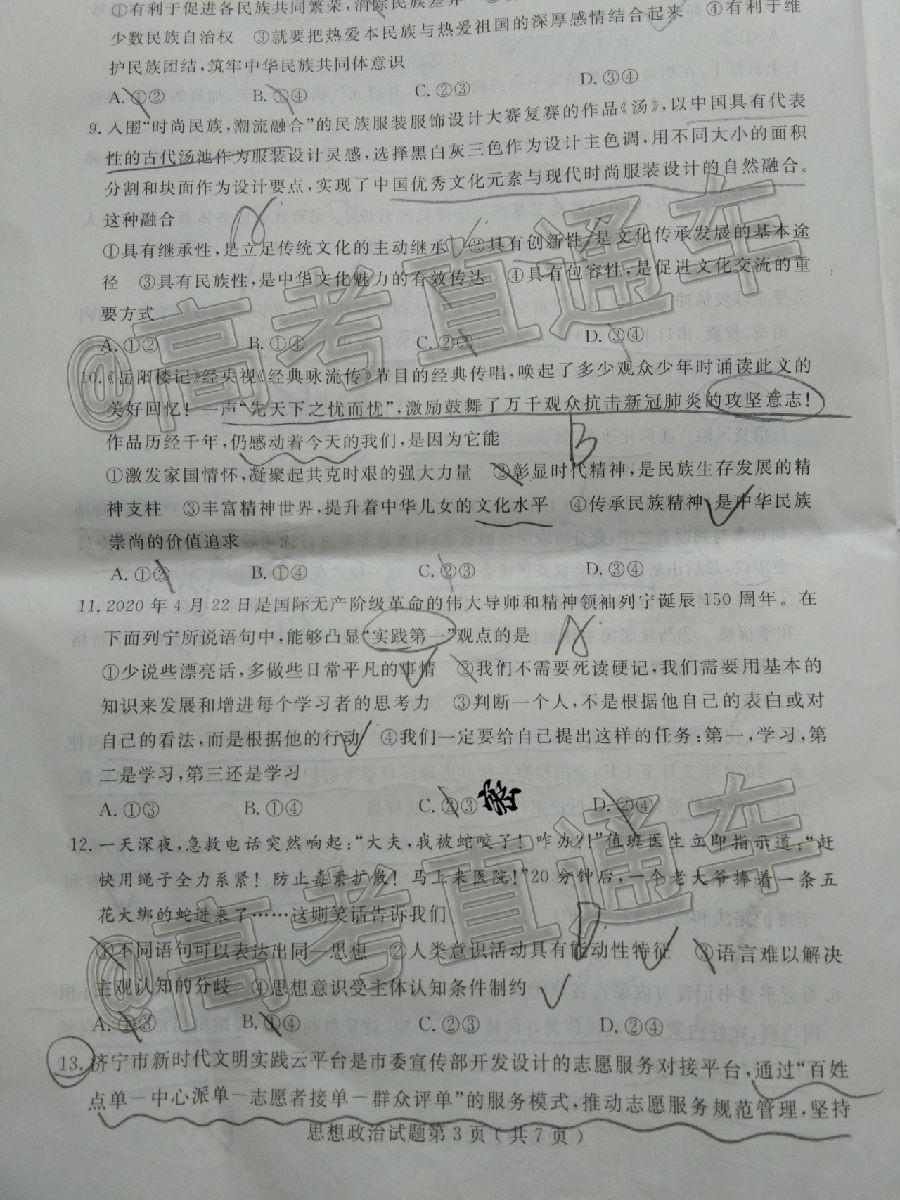 ①有利于促进各民族共同繁荣，消除民族差异
少数民族自治权 ③就要把热爱本民族与热爱祖国的深厚感情结合起来 ④有利于维
护民族团结，筑牢中华民族共同体意识
A.①② B.①④ C.②③ D.③④
9.入围“时尚民族，潮流融合”的民族服装服饰设计大赛复赛的作品《汤》，以中国具有代表
性的古代汤池作为服装设计灵感，选择黑白灰三色作为设计主色调，用不同大小的面积
分割和块面作为设计要点，实现了中国优秀文化元素与现代时尚服装设计的自然融合。
这种融合
①具有继承性，是立足传统文化的主动继承 ②具有创新性，是文化传承发展的基本途
径 ③具有民族性，是中华文化魅力的有效传达 ④具有包容性，是促进文化交流的重
要方式
A.①② B.①④ C.②③ D.③④
10.《岳阳楼记》经央视《经典咏流传》节目的经典传唱，唤起了多少观众少年时诵读此文的
美好回忆！一声“先天下之忧而忧”，激励鼓舞了万千观众抗击新冠肺炎的攻坚意志！
作品历经千年，仍感动着今天的我们，是因为它能
B
①激发家国情怀，凝聚起共克时艰的强大力量 ②彰显时代精神，是民族生存发展的精
神支柱 ③丰富精神世界，提升着中华儿女的文化水平 ④传承民族精神，是中华民族
崇尚的价值追求
A.①② B.①④ C.②③ D.③④
11.2020年4月22日是国际无产阶级革命的伟大导师和精神领袖列宁诞辰150周年。在
下面列宁所说语句中，能够凸显“实践第一”观点的是
①少说些漂亮话，多做些日常平凡的事情 ②我们不需要死读硬记，我们需要用基本的
知识来发展和增进每个学习者的思考力 ③判断一个人，不是根据他自己的表白或对
自己的看法，而是根据他的行动 ④我们一定要给自己提出这样的任务：第一，学习，第
二是学习，第三还是学习
A.①③ B.①④ C.②③ D.②④
12.一天深夜，急救电话突然响起：“大夫，我被蛇咬了！咋办?!”值班医生立即指示道：“赶
快用绳子全力系紧！防止毒素扩散！马上来医院！”20分钟后，一个老大爷捧着一条五
花大绑的蛇进来了……这则笑话告诉我们
D
①不同语句可以表达出同一思想 ②人类意识活动具有能动性特征 ③语言难以解决
主观认知的分歧 ④思想意识受主体认知条件制约
A.①③ B.①④ C.②③ D.②④
13.济宁市新时代文明实践云平台是市委宣传部开发设计的志愿服务对接平台，通过“百姓
点单－中心派单－志愿者接单－群众评单”的服务模式，推动志愿服务规范管理，坚持
思想政治试题第3页（共7页）
@高考直通车
@高考直通车